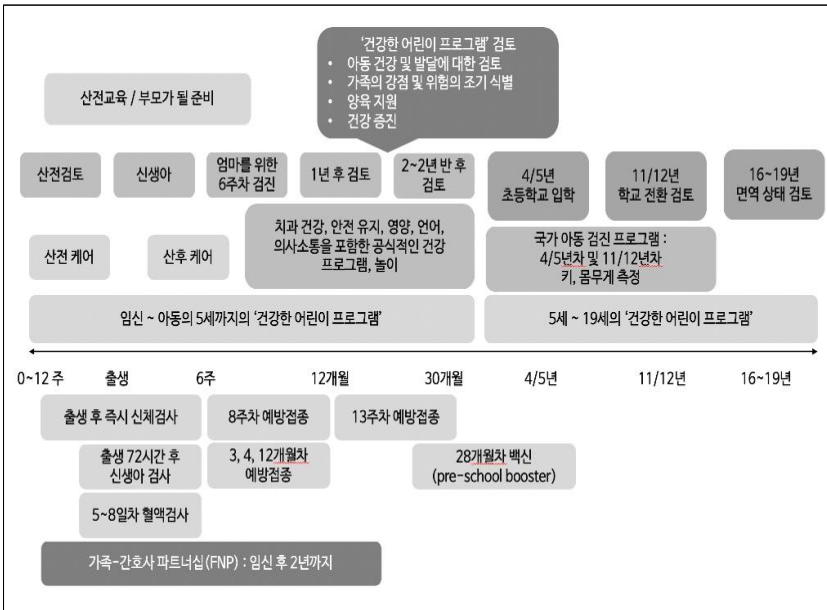 '건강한 어린이 프로그램' 검토
• 아동 건강 및 발달에 대한 검토
• 가족의 강점 및 위험의 조기 식별
• 양육 지원
• 건강 증진
산전교육 / 부모가 될 준비
산전검토
신생아
엄마를 위한
6주차 검진
1년 후 검토
2~2년 반 후
검토
4/5년
초등학교 입학
11/12년
학교 전환 검토
16~19년
면역 상태 검토
산전 케어
산후 케어
치과 건강, 안전 유지, 영양, 언어,
의사소통을 포함한 공식적인 건강
프로그램, 놀이
국가 아동 검진 프로그램 :
4/5년차 및 11/12년차
키, 몸무게 측정
임신 ~ 아동의 5세까지의 '건강한 어린이 프로그램'
5세 ~ 19세의 '건강한 어린이 프로그램'
0~12 주
출생
6주
12개월
30개월
4/5년
11/12년
16~19년
출생 후 즉시 신체검사
8주차 예방접종
13주차 예방접종
출생 72시간 후
신생아 검사
3, 4, 12개월차
예방접종
28개월차 백신
(pre-school booster)
5~8일차 혈액검사
가족-간호사 파트너십(FNP) : 임신 후 2년까지